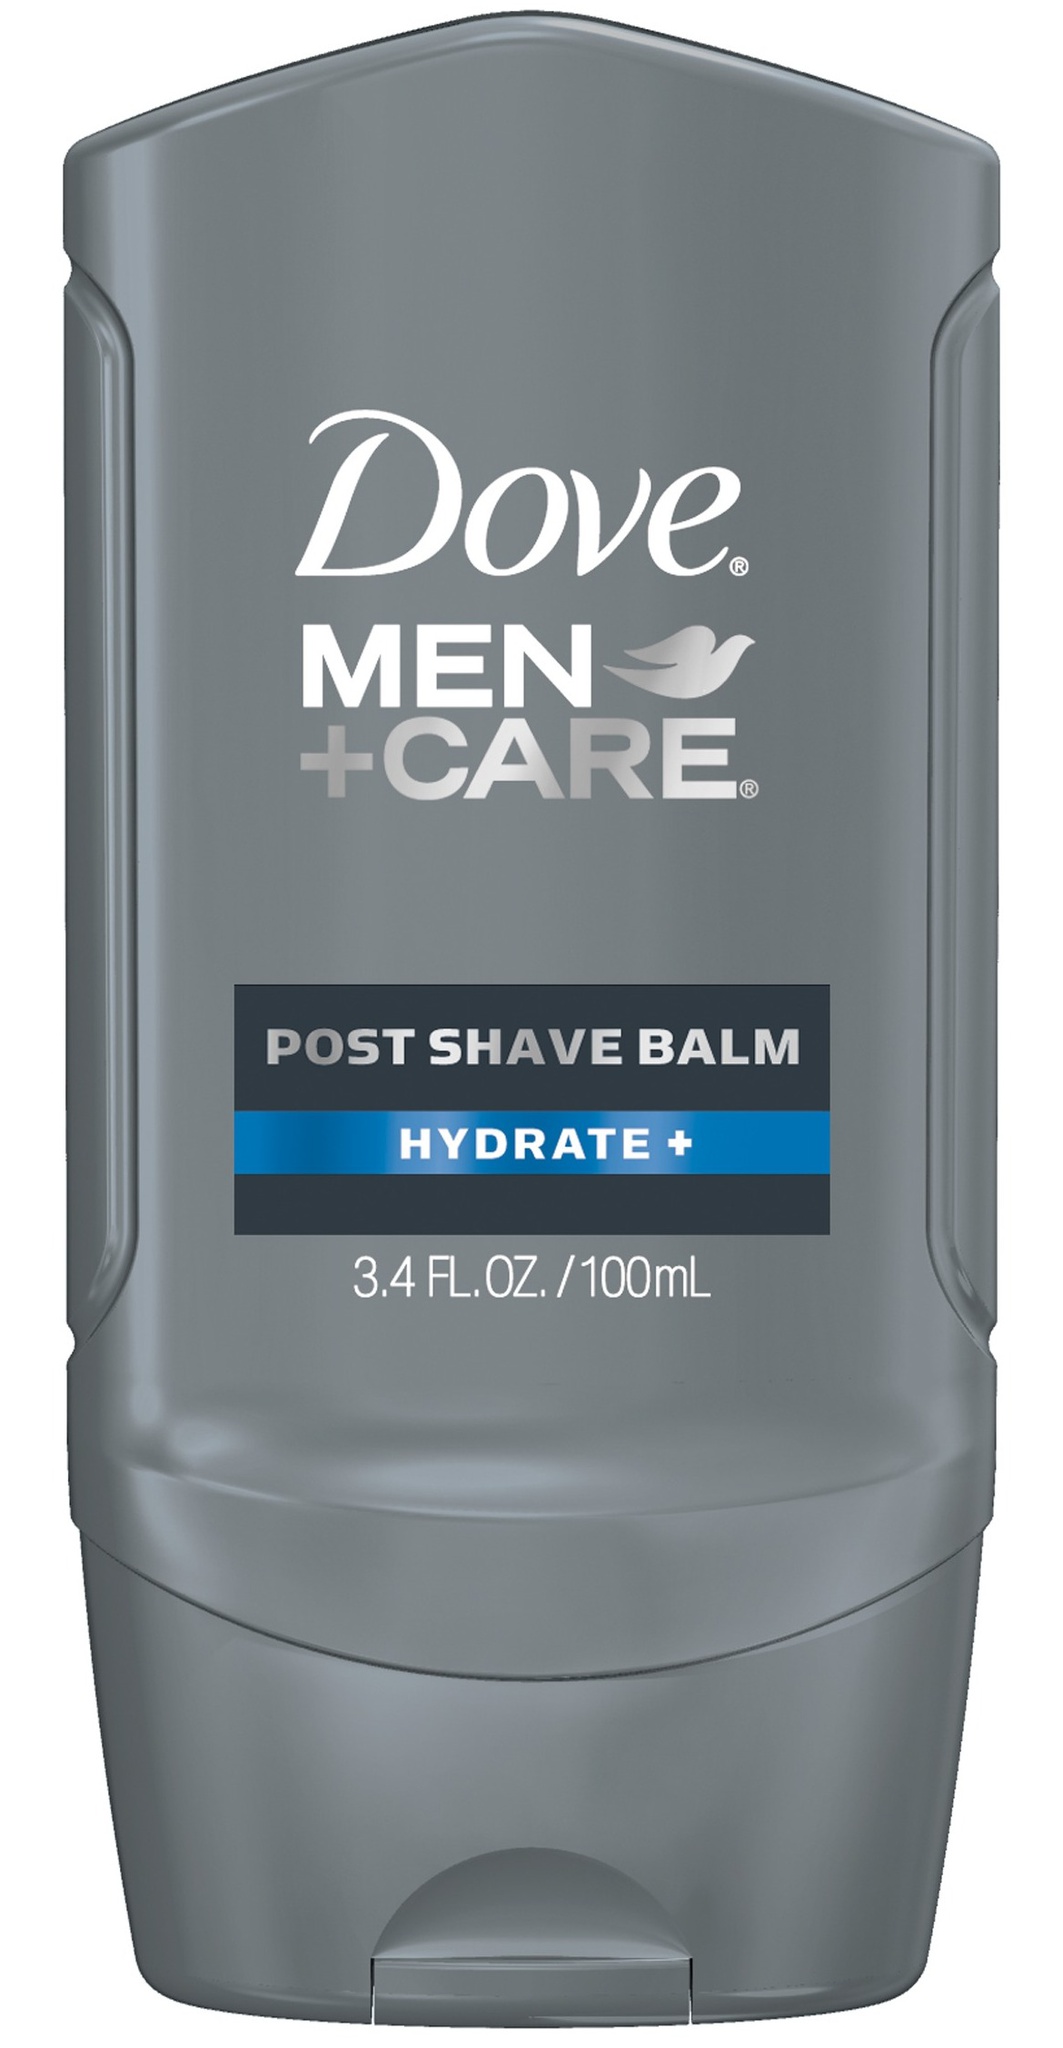 Dove®
MEN
+CARE®
POST SHAVE BALM
HYDRATE +
3.4 FL.OZ. / 100mL